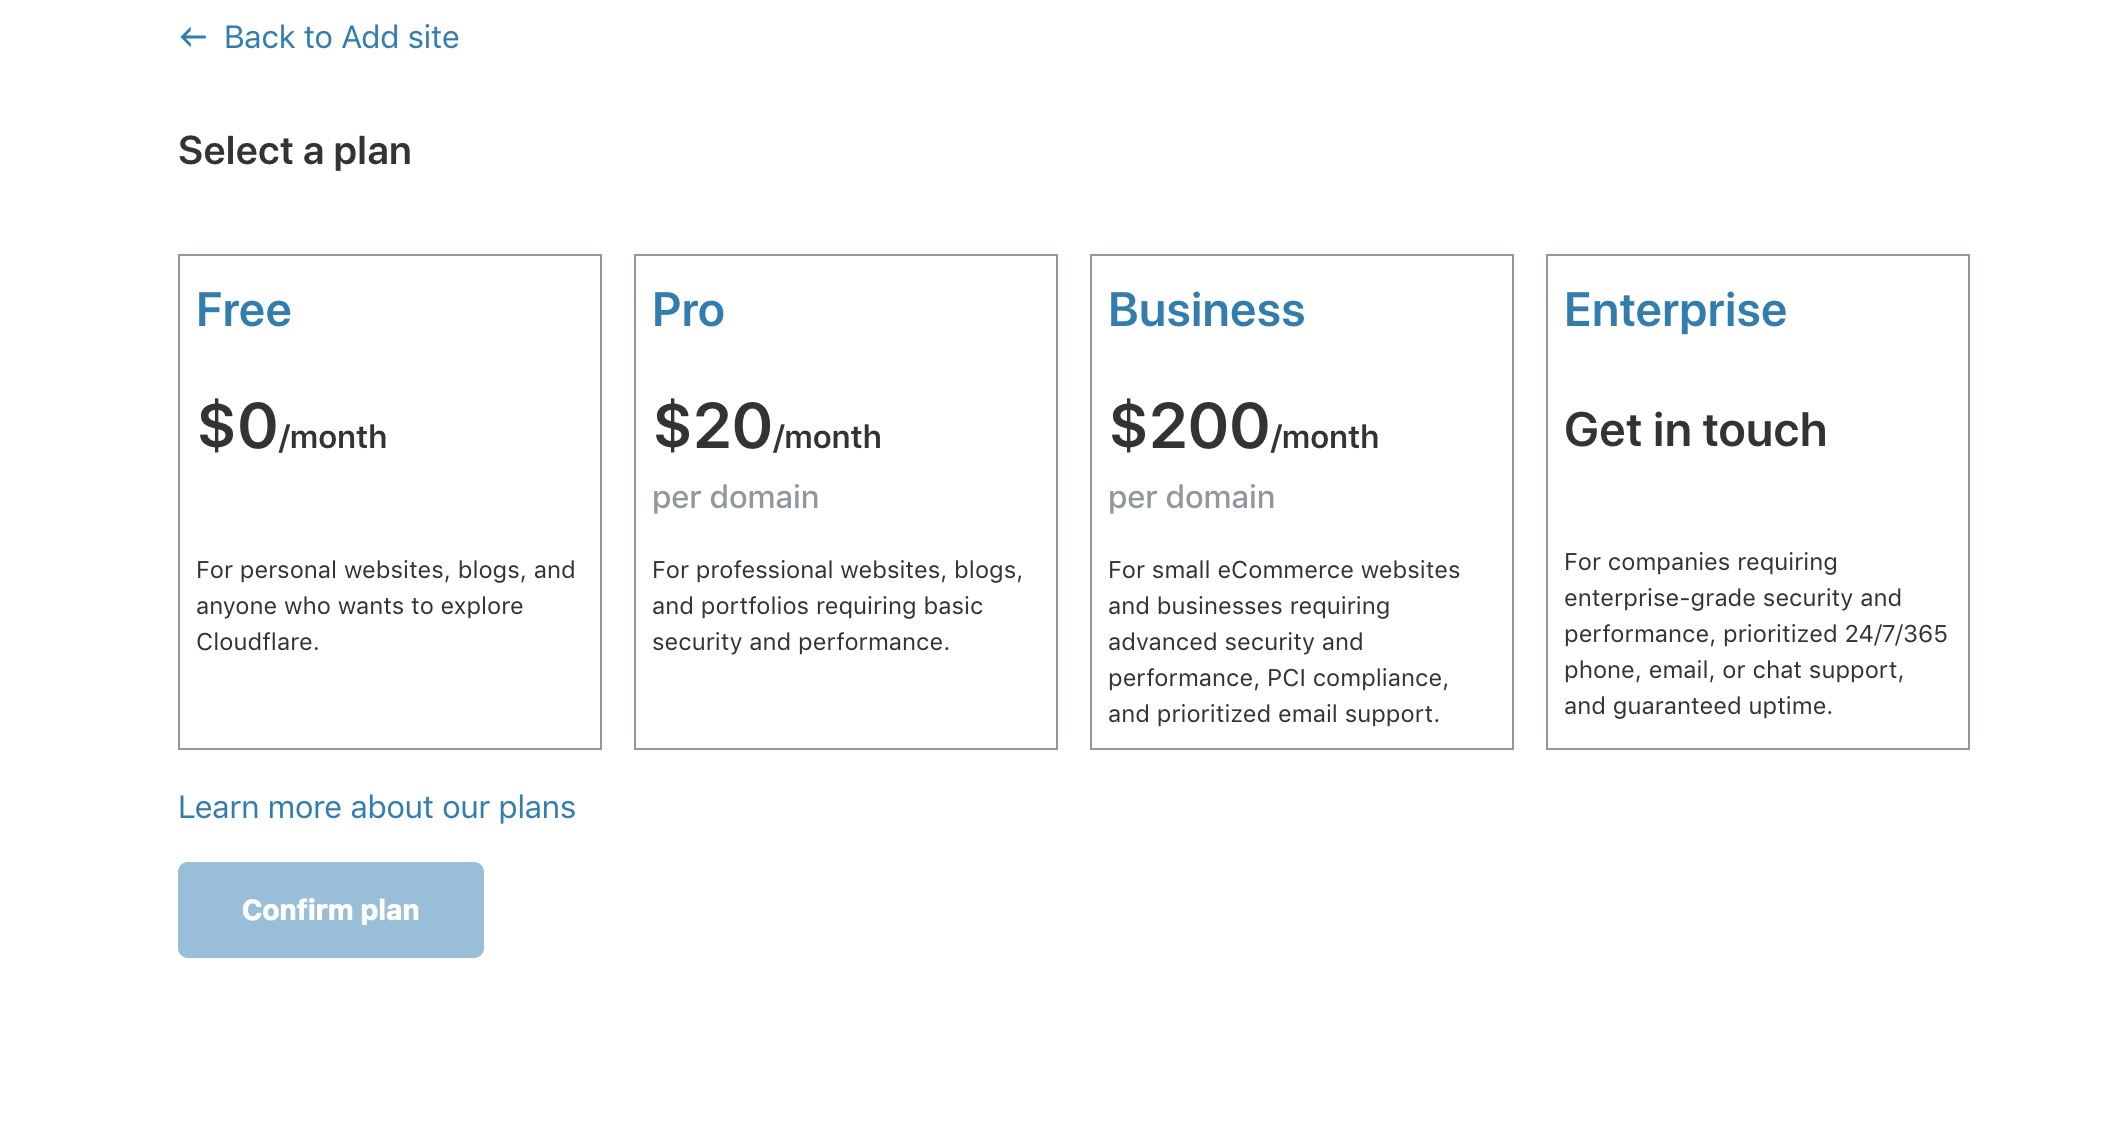 ← Back to Add site
Select a plan
Free
$0/month
For personal websites, blogs, and
anyone who wants to explore
Cloudflare.
Pro
$20/month
per domain
For professional websites, blogs,
and portfolios requiring basic
security and performance.
Business
$200/month
per domain
For small eCommerce websites
and businesses requiring
advanced security and
performance, PCI compliance,
and prioritized email support.
Enterprise
Get in touch
For companies requiring
enterprise-grade security and
performance, prioritized 24/7/365
phone, email, or chat support,
and guaranteed uptime.
Learn more about our plans
Confirm plan